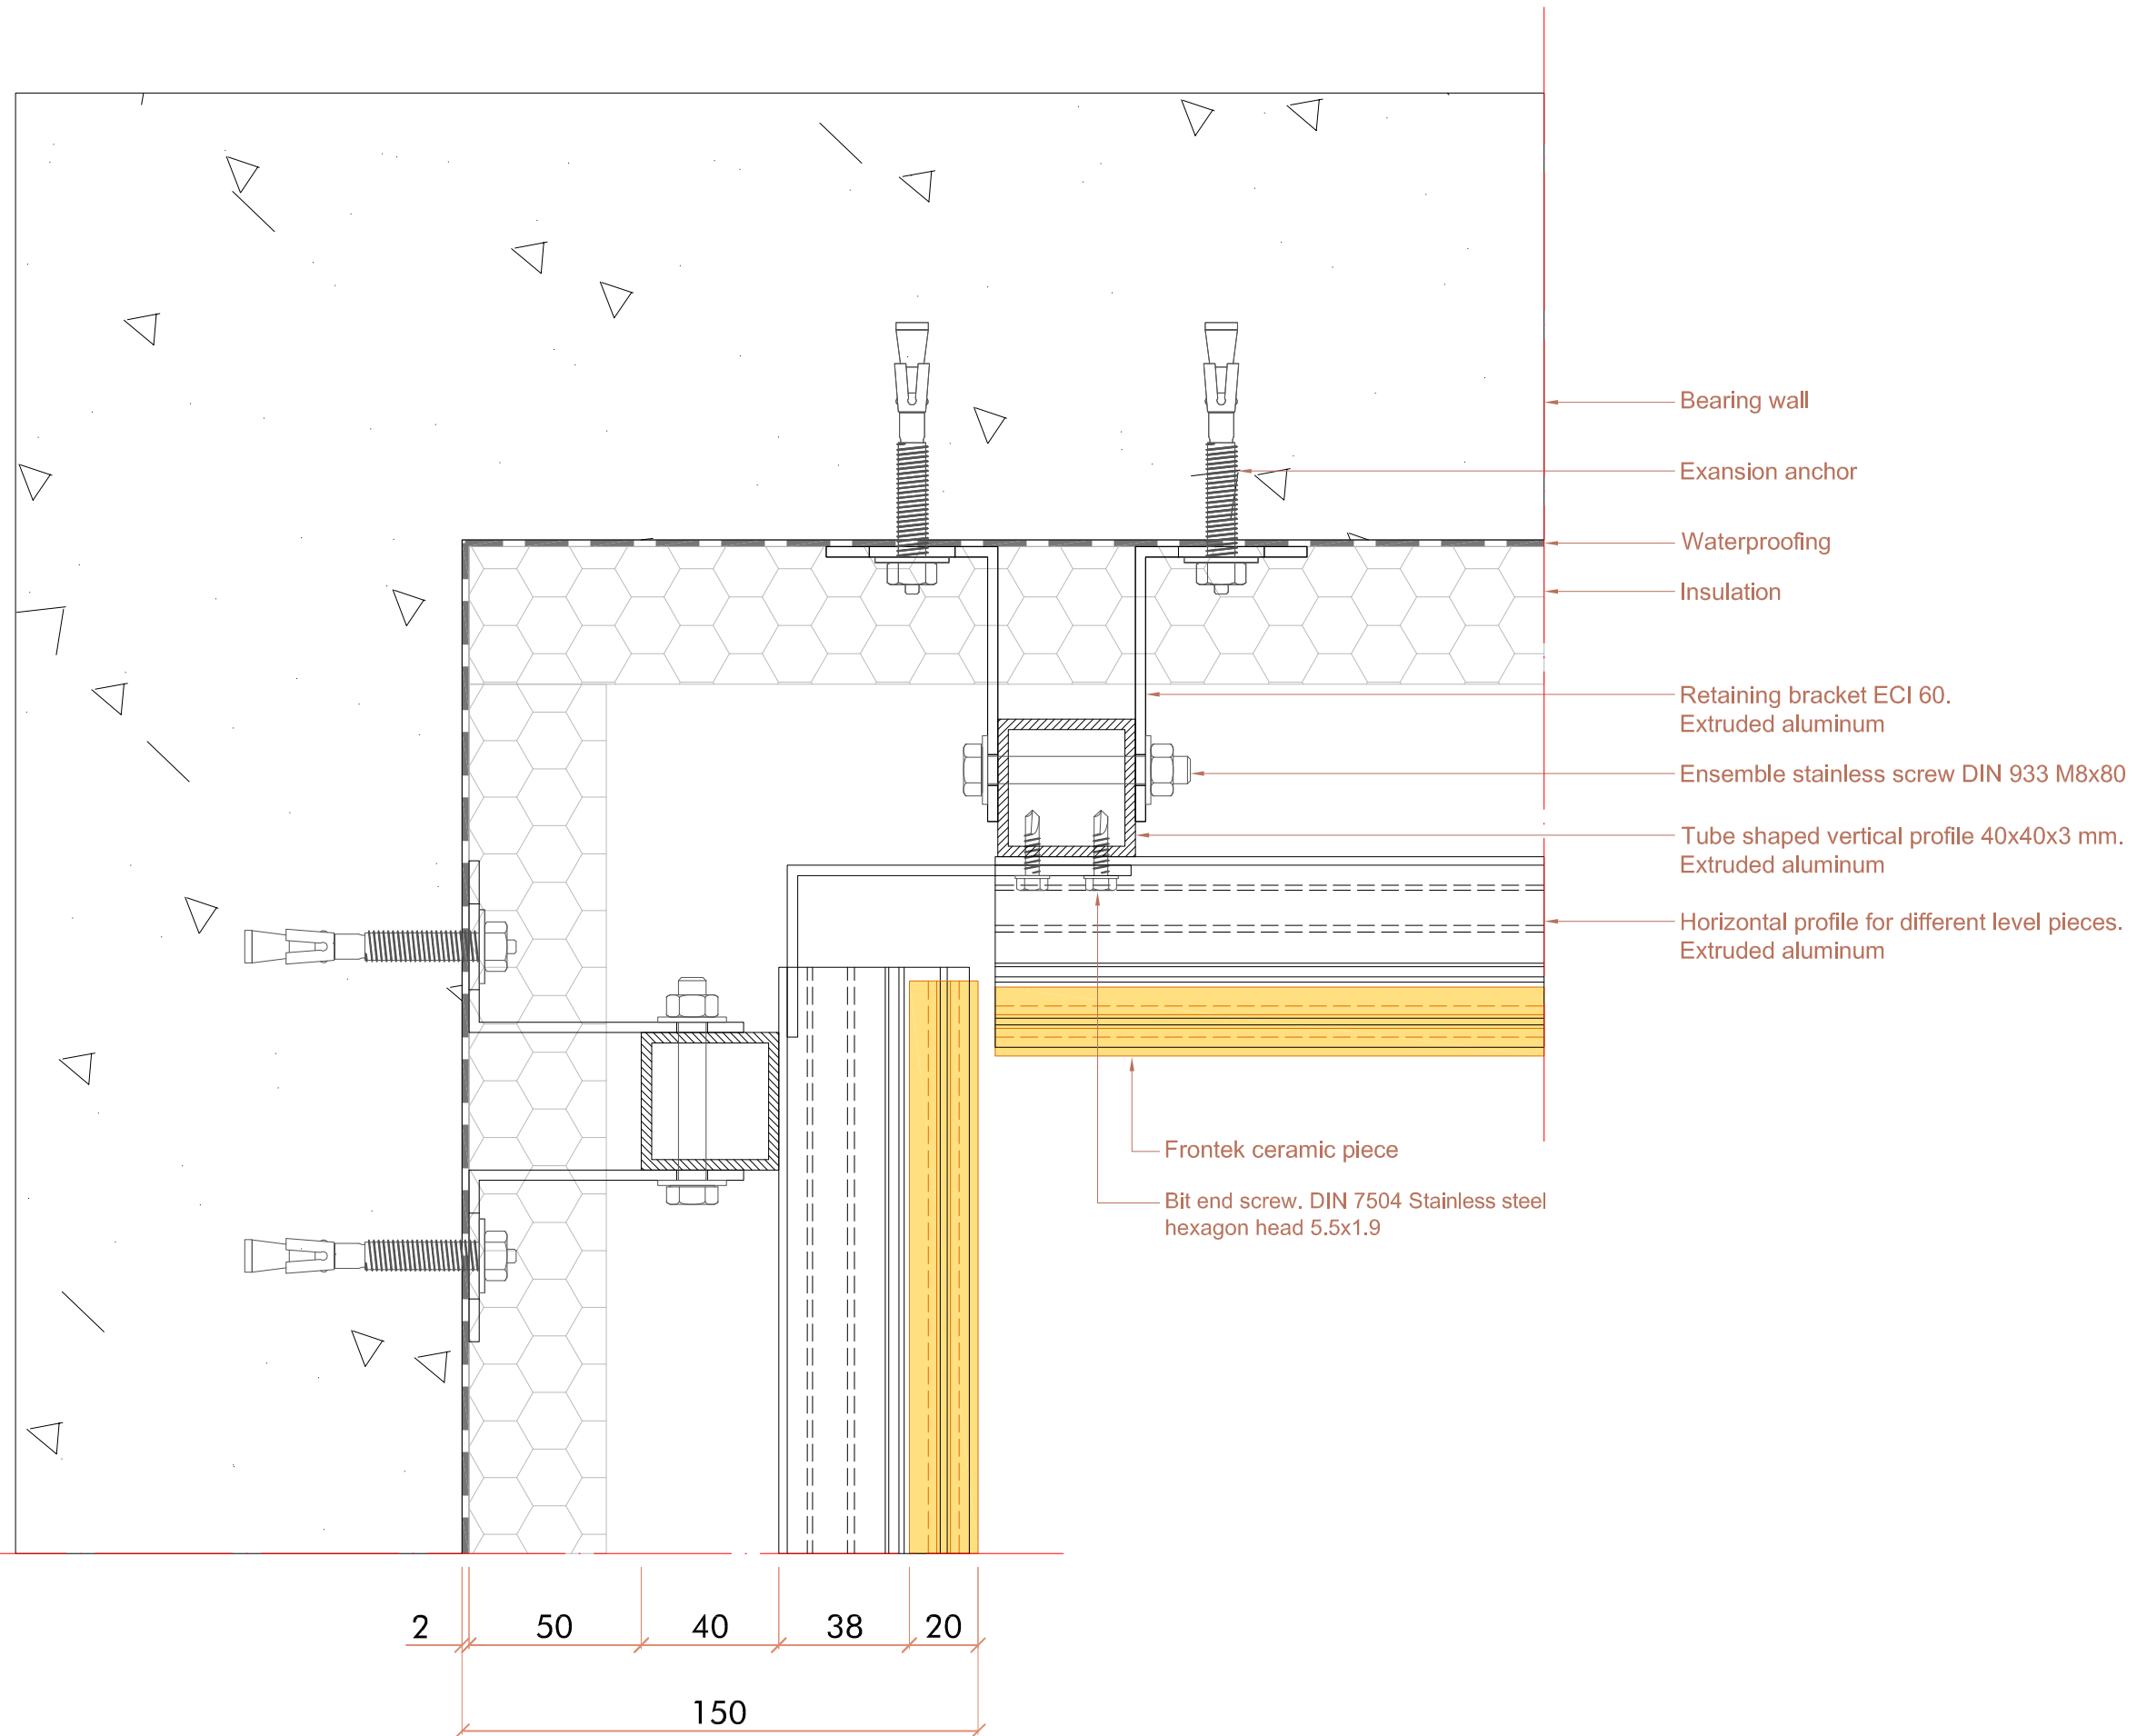 Bearing wall
Exansion anchor
Waterproofing
Insulation
Retaining bracket ECI 60.
Extruded aluminum
Ensemble stainless screw DIN 933 M8x80
Tube shaped vertical profile 40x40x3 mm.
Extruded aluminum
Horizontal profile for different level pieces.
Extruded aluminum
Frontek ceramic piece
Bit end screw. DIN 7504 Stainless steel
hexagon head 5.5x1.9
2 50 40 38 20
150